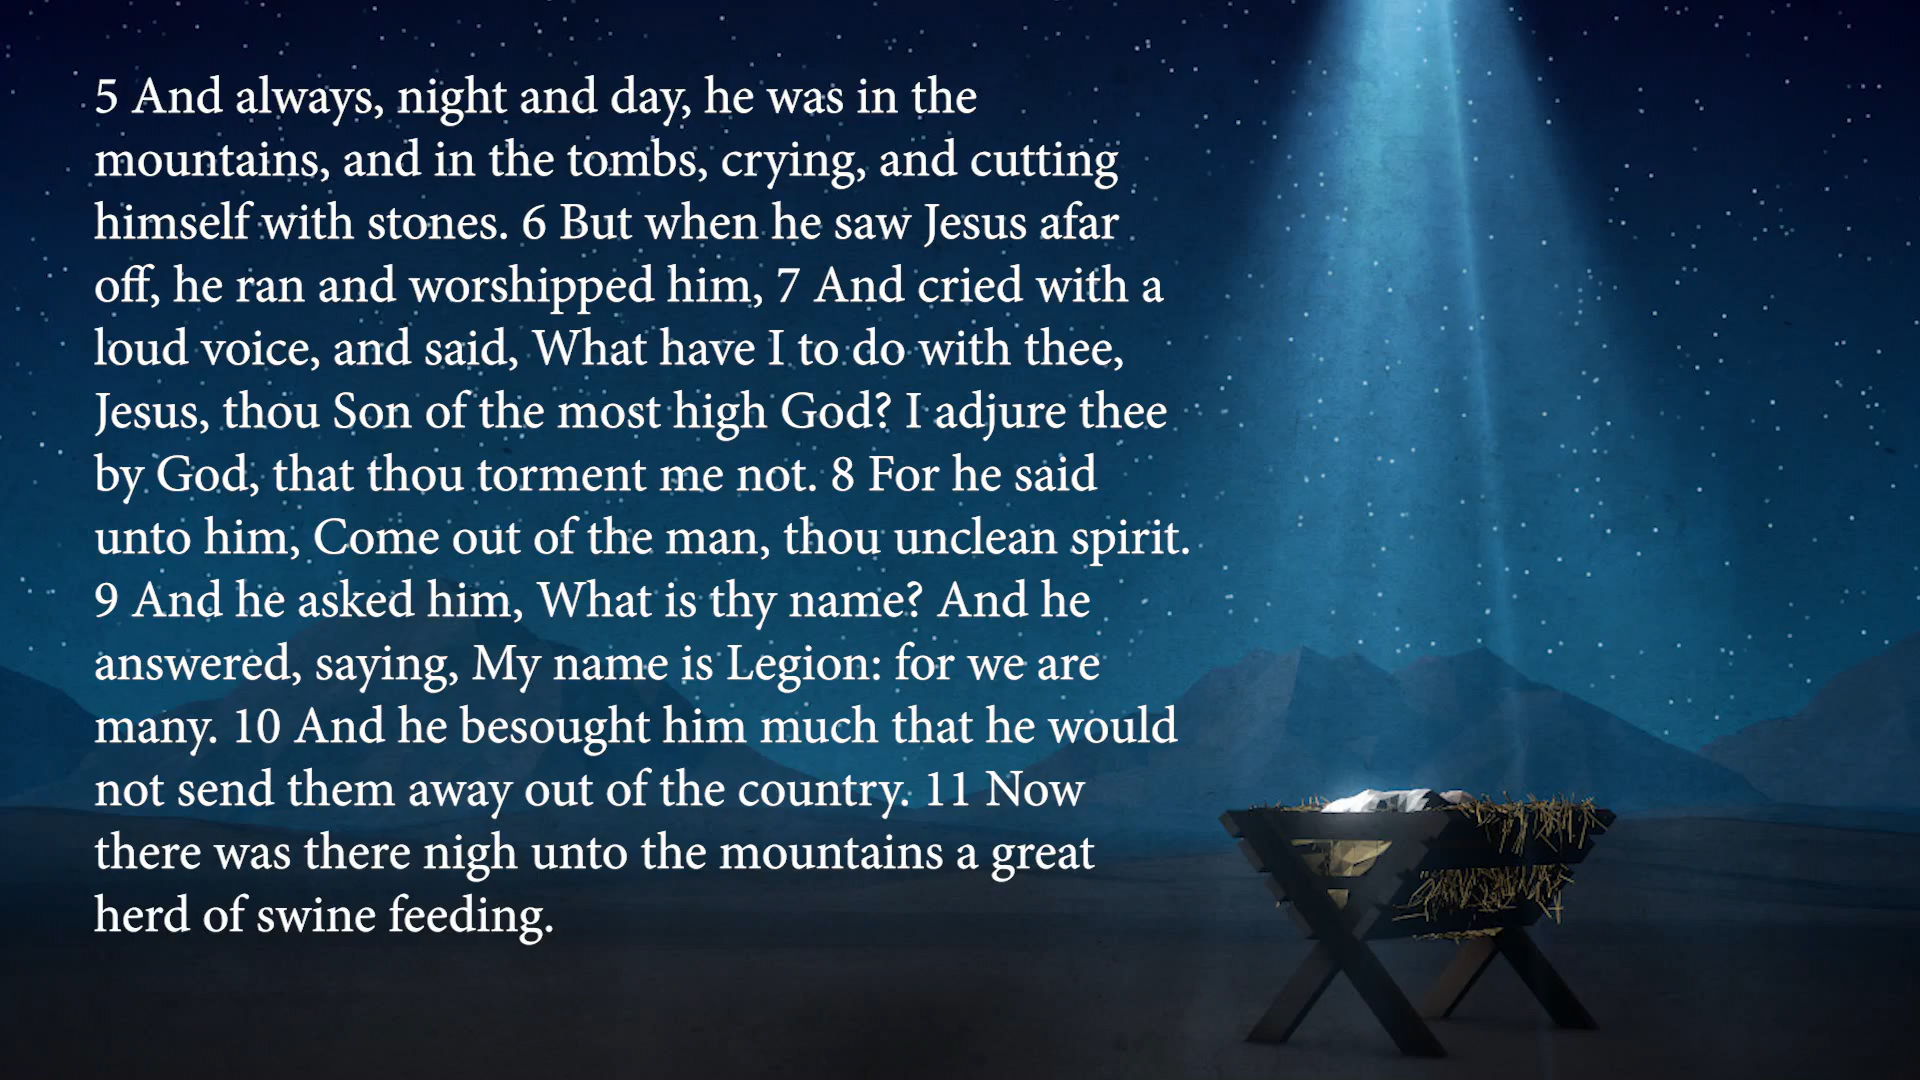 5 And always, night and day, he was in the
mountains, and in the tombs, crying, and cutting
himself with stones. 6 But when he saw Jesus afar
off, he ran and worshipped him, 7 And cried with a
loud voice, and said, What have I to do with thee,
Jesus, thou Son of the most high God? I adjure thee
by God, that thou torment me not. 8 For he said
unto him, Come out of the man, thou unclean spirit.
9 And he asked him, What is thy name? And he
answered, saying, My name is Legion: for we are
many. 10 And he besought him much that he would
not send them away out of the country. 11 Now
there was there nigh unto the mountains a great
herd of swine feeding.